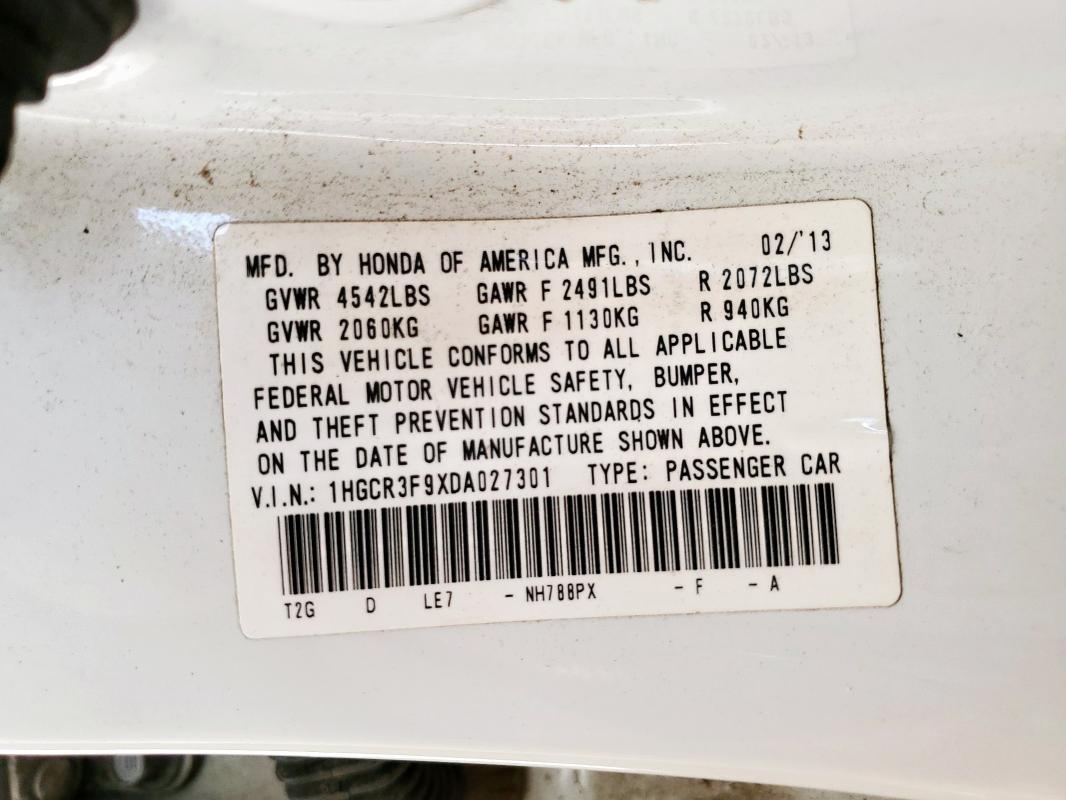 MFD. BY HONDA OF AMERICA MFG., INC. 02/'13
GVWR 4542LBS GAWR F 2491LBS R 2072LBS
GVWR 2060KG GAWR F 1130KG R 940KG
THIS VEHICLE CONFORMS TO ALL APPLICABLE
FEDERAL MOTOR VEHICLE SAFETY, BUMPER,
AND THEFT PREVENTION STANDARDS IN EFFECT
ON THE DATE OF MANUFACTURE SHOWN ABOVE.
V.I.N.: 1HGCR3F9XDA027301 TYPE: PASSENGER CAR
T2G D LE7 - NH788PX - F - A